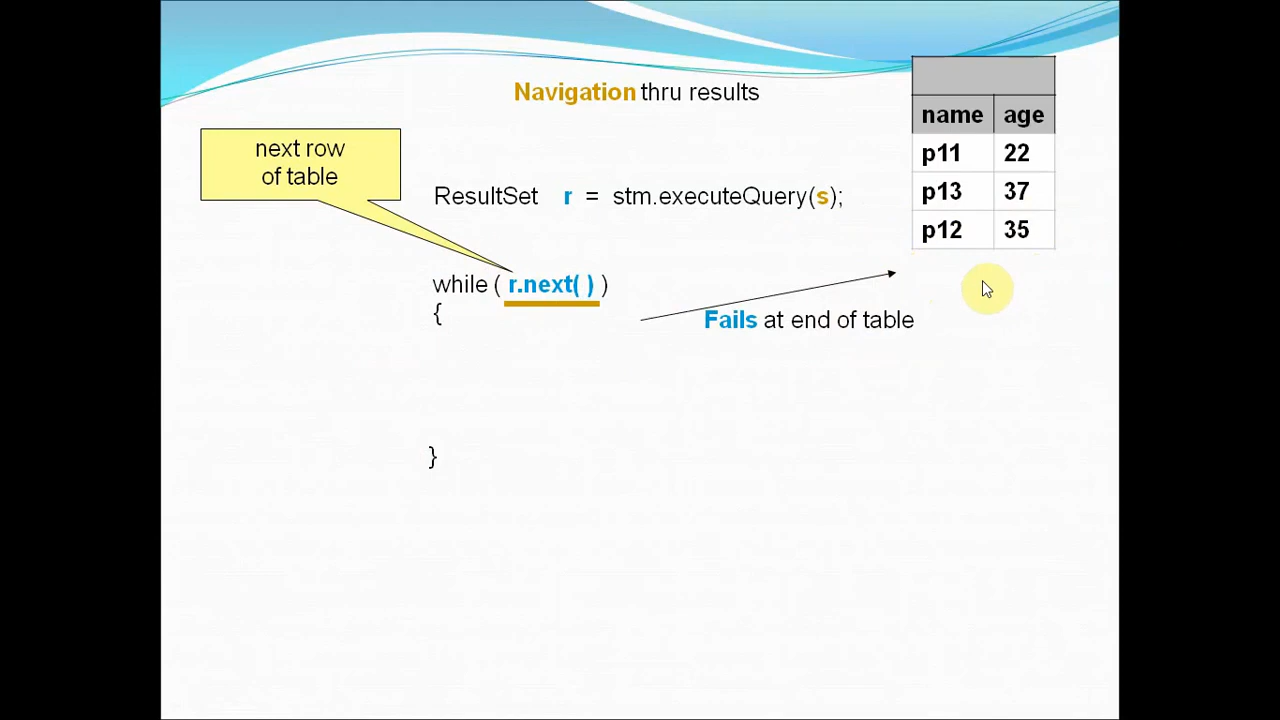 Navigation thru results
next row
of table
ResultSet r = stm.executeQuery(s);
while ( r.next( ) )
{
Fails at end of table
}
name age
p11 22
p13 37
p12 35